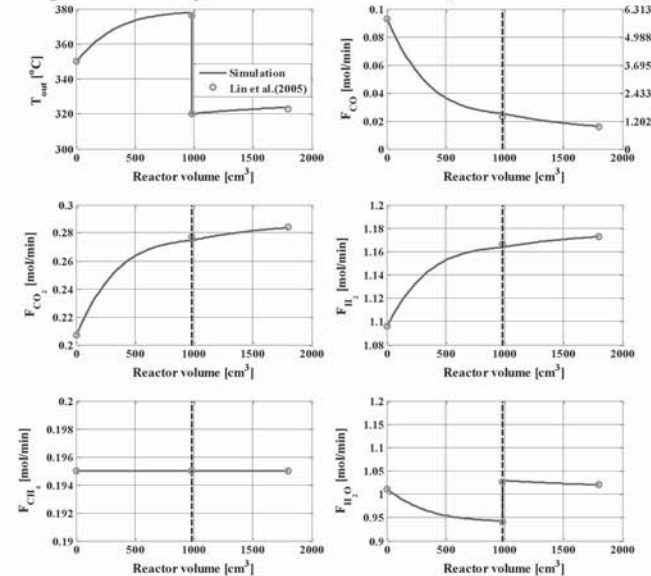 380
360
340
320
300
T_out [°C]
Simulation
Lin et al.(2005)
0 500 1000 1500 2000
Reactor volume [cm³]
0.1
0.08
0.06
0.04
0.02
0
F_CO [mol/min]
6.313
4.988
3.695
2.433
1.202
0
0 500 1000 1500 2000
Reactor volume [cm³]
0.3
0.28
0.26
0.24
0.22
0.2
F_CO₂ [mol/min]
0 500 1000 1500 2000
Reactor volume [cm³]
1.2
1.18
1.16
1.14
1.12
1.1
1.08
F_H₂ [mol/min]
0 500 1000 1500 2000
Reactor volume [cm³]
0.2
0.198
0.196
0.194
0.192
0.19
F_CH₄ [mol/min]
0 500 1000 1500 2000
Reactor volume [cm³]
1.2
1.15
1.1
1.05
1
0.95
0.9
F_H₂O [mol/min]
0 500 1000 1500 2000
Reactor volume [cm³]